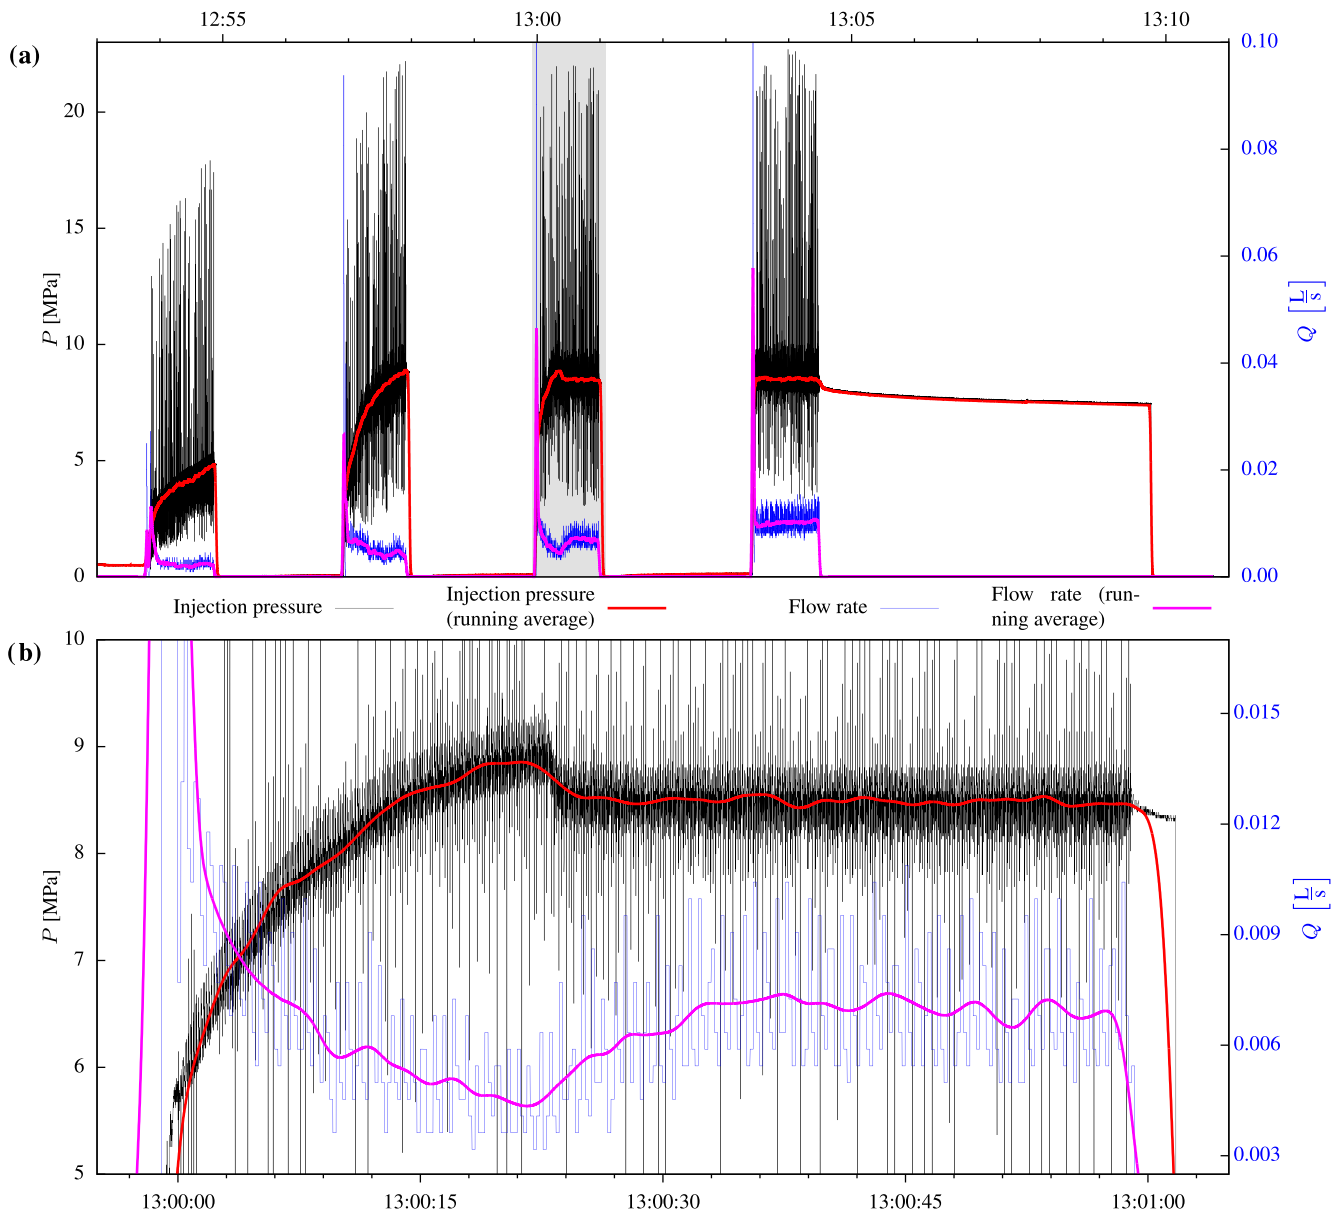 12:55 13:00 13:05 13:10
(a)
0.10
20
0.08
15
0.06
P [MPa]
Q [L/s]
10
0.04
5
0.02
0
0.00
Injection pressure
Injection pressure
(running average)
Flow rate
Flow rate (run-
ning average)
(b)
10
0.015
9
0.012
8
P [MPa]
Q [L/s]
0.009
7
0.006
6
0.003
5
13:00:00 13:00:15 13:00:30 13:00:45 13:01:00